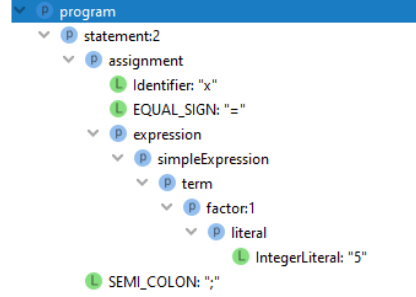 p program
p statement:2
p assignment
L Identifier: "x"
L EQUAL_SIGN: "="
p expression
p simpleExpression
p term
p factor:1
p literal
L IntegerLiteral: "5"
L SEMI_COLON: ";"